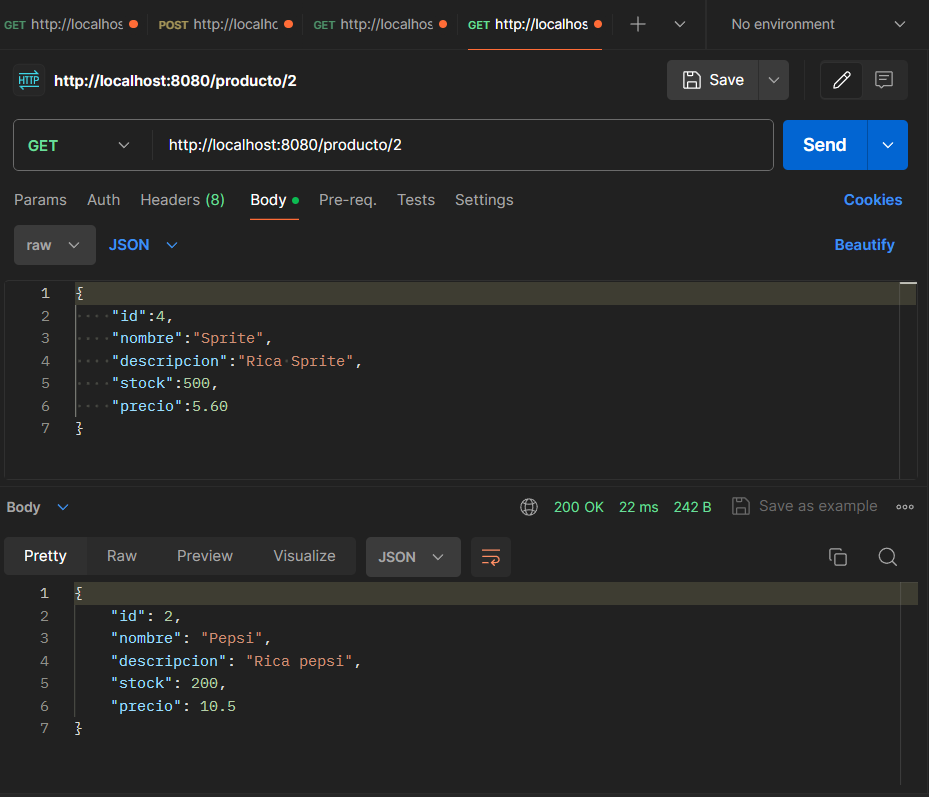 GET http://localhos POST http://localhc GET http://localhos GET http://localhos No environment
HTTP http://localhost:8080/producto/2 Save
GET http://localhost:8080/producto/2 Send
Params Auth Headers (8) Body Pre-req. Tests Settings Cookies
raw JSON Beautify
1 {
2 "id":4,
3 "nombre":"Sprite",
4 "descripcion":"Rica Sprite",
5 "stock":500,
6 "precio":5.60
7 }
Body 200 OK 22 ms 242 B Save as example
Pretty Raw Preview Visualize JSON
1 {
2 "id": 2,
3 "nombre": "Pepsi",
4 "descripcion": "Rica pepsi",
5 "stock": 200,
6 "precio": 10.5
7 }